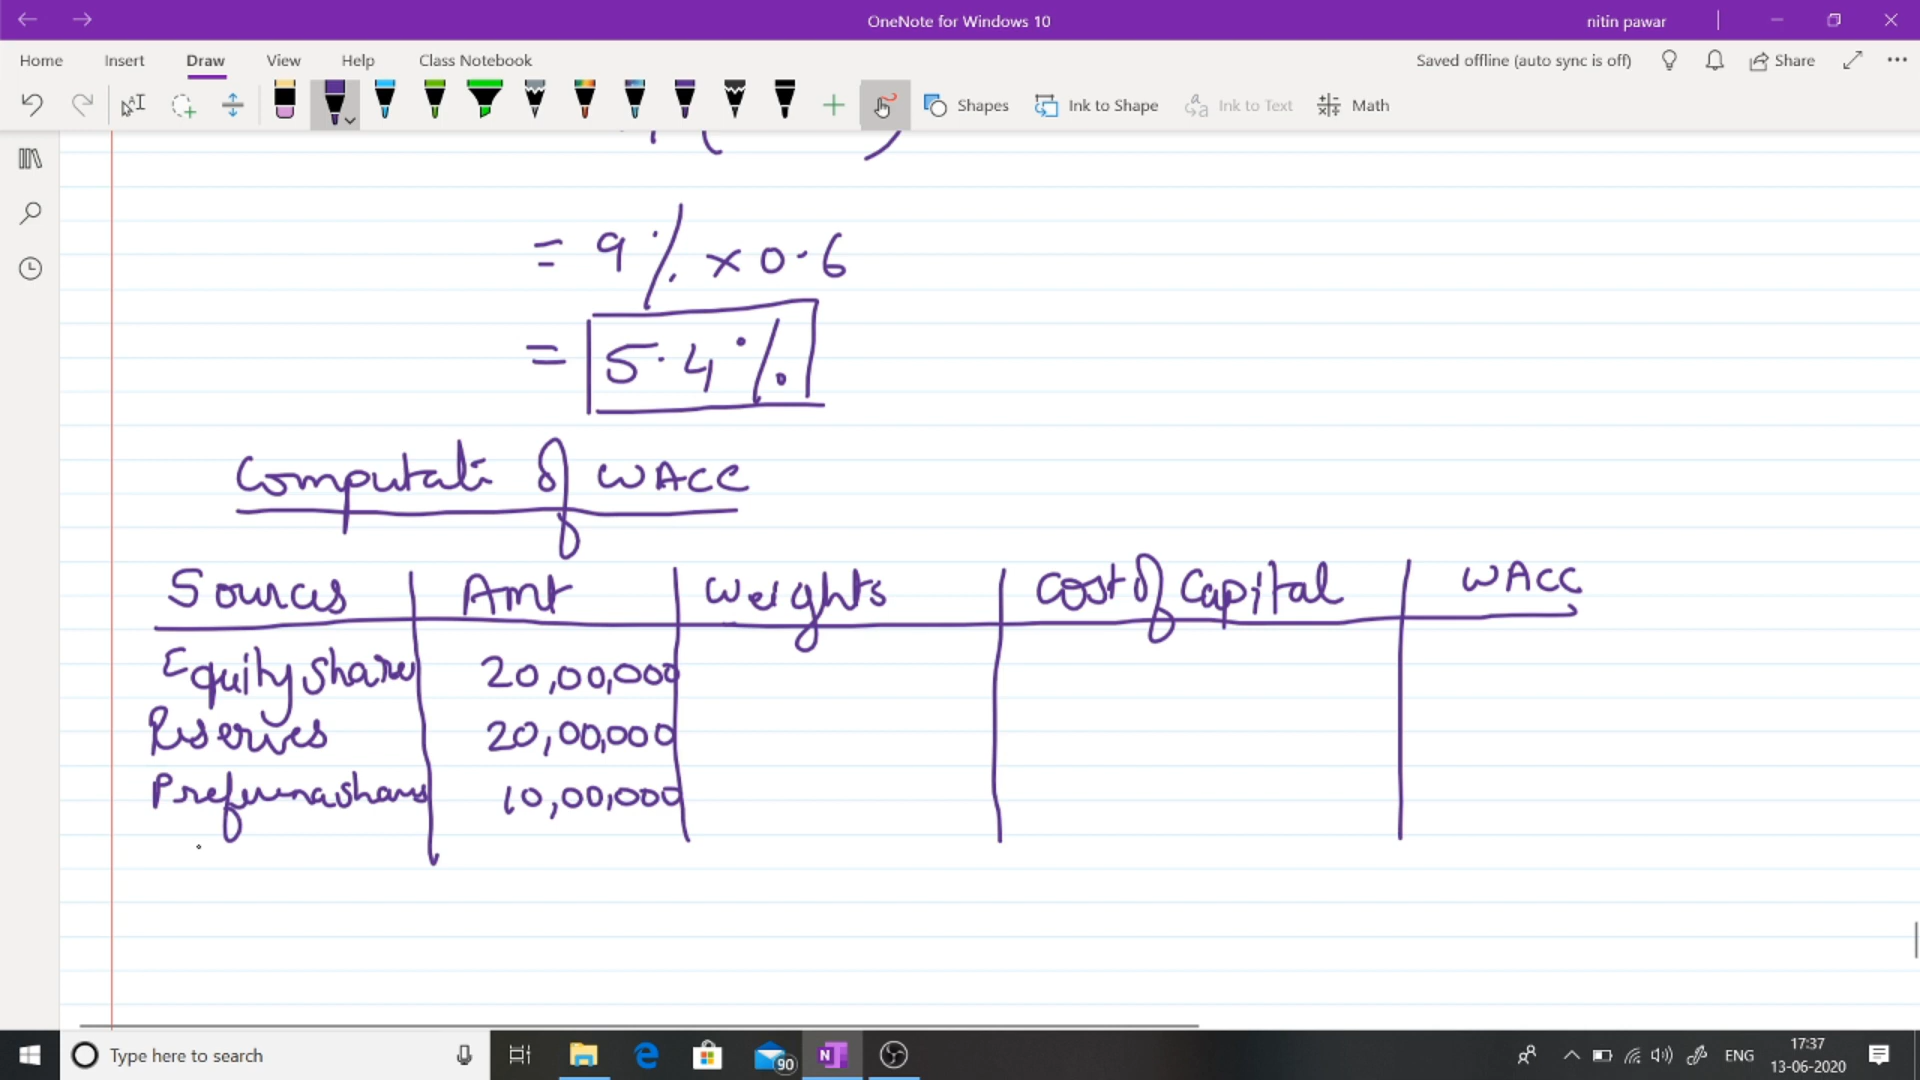 OneNote for Windows 10
nitin pawar
Home Insert Draw View Help Class Notebook
Saved offline (auto sync is off) Share
Shapes Ink to Shape Ink to Text Math
= 9% × 0.6
= 5.4%
Computati of WACC
Sources Amt Weights Cost of Capital WACC
Equity share 20,00,000
Reserves 20,00,000
10,00,000
Type here to search
90
ENG
17:37
13-06-2020